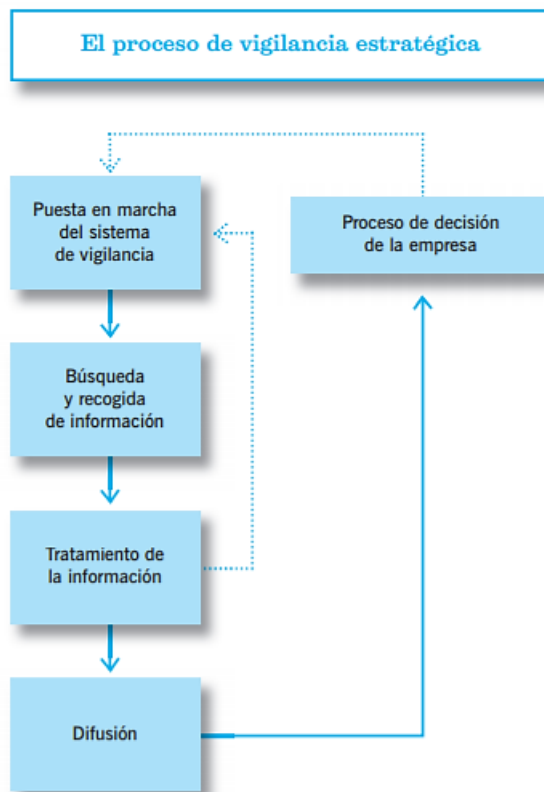 El proceso de vigilancia estratégica
Puesta en marcha
del sistema
de vigilancia
Proceso de decisión
de la empresa
Búsqueda
y recogida
de información
Tratamiento de
la información
Difusión